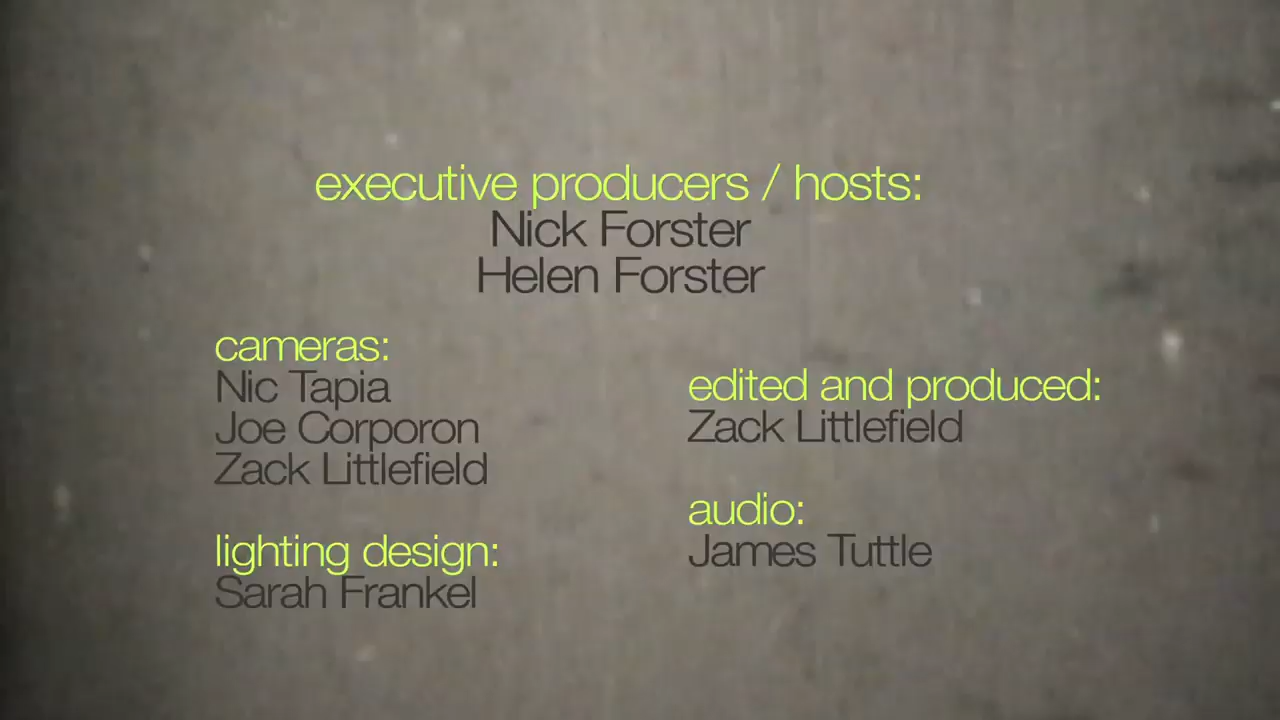 executive producers / hosts:
Nick Forster
Helen Forster
cameras:
Nic Tapia
Joe Corporon
Zack Littlefield
lighting design:
Sarah Frankel
edited and produced:
Zack Littlefield
audio:
James Tuttle